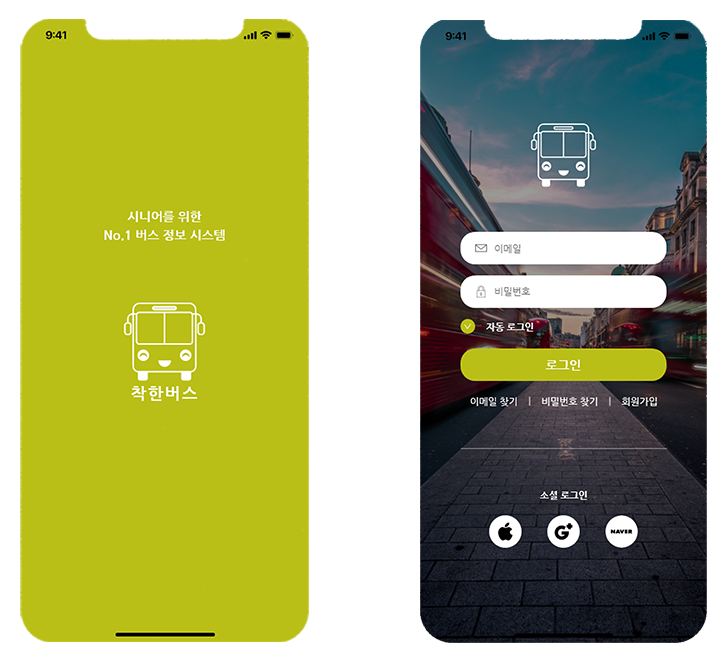 9:41
시니어를 위한
No,1 버스 정보 시스템
착한버스
9:41
이메일
비밀번호
자동 로그인
로그인
이메일 찾기 | 비밀번호 찾기 | 회원가입
소셜 로그인
G+
NAVER